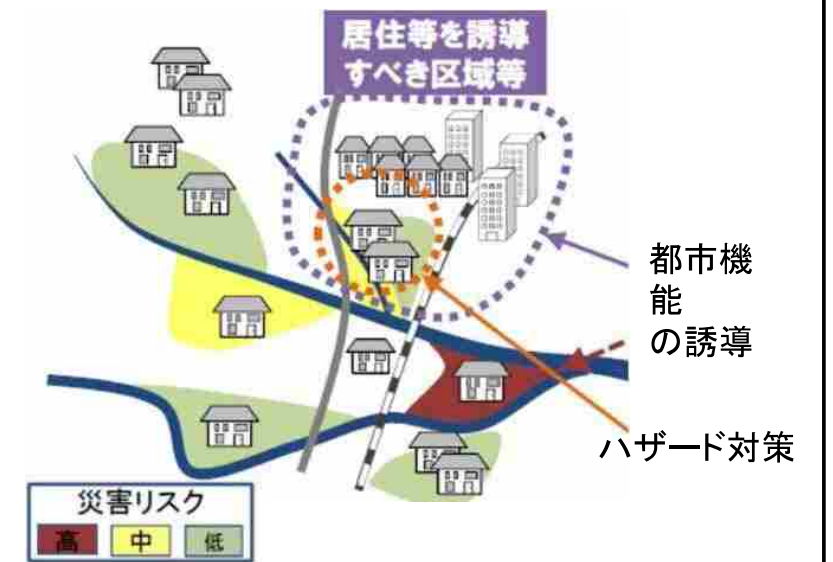 居住等を誘導
すべき区域等
都市機
能
の誘導
ハザード対策
災害リスク
高 中 低